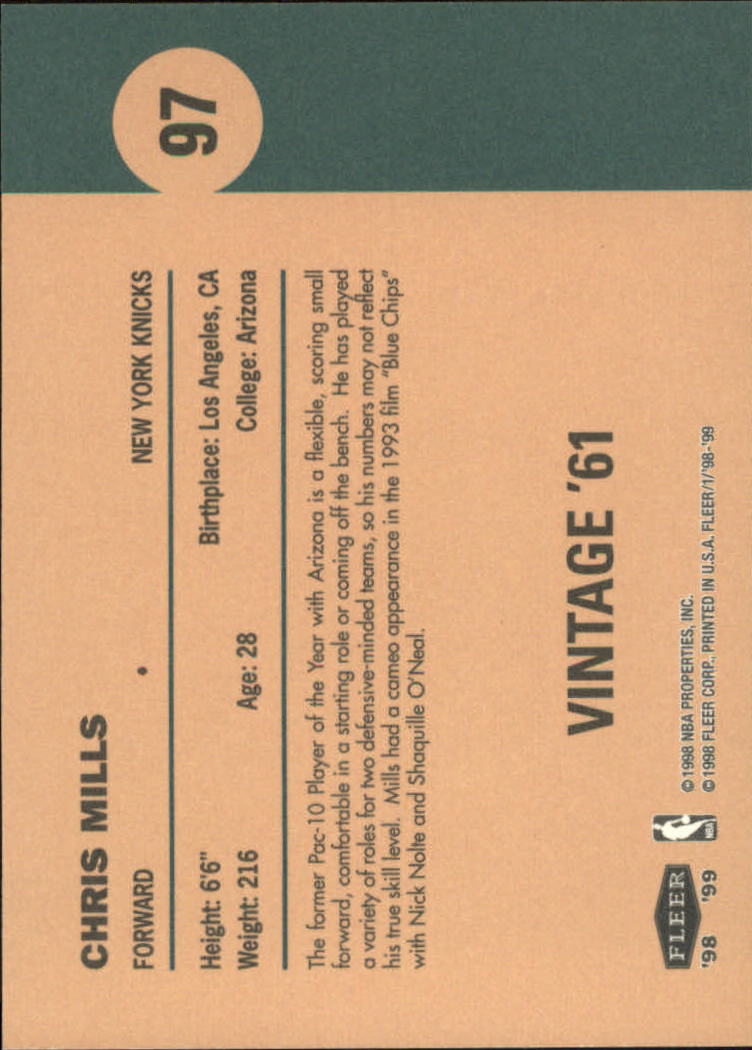 97
CHRIS MILLS
FORWARD • NEW YORK KNICKS
Height: 6'6" Birthplace: Los Angeles, CA
Weight: 216 Age: 28 College: Arizona
The former Pac-10 Player of the Year with Arizona is a flexible, scoring small
forward, comfortable in a starting role or coming off the bench. He has played
a variety of roles for two defensive-minded teams, so his numbers may not reflect
his true skill level. Mills had a cameo appearance in the 1993 film "Blue Chips"
with Nick Nolte and Shaquille O'Neal.
VINTAGE '61
FLEER
'98 '99
NBA
©1998 NBA PROPERTIES, INC.
©1998 FLEER CORP., PRINTED IN U.S.A. FLEER/1/'98-'99